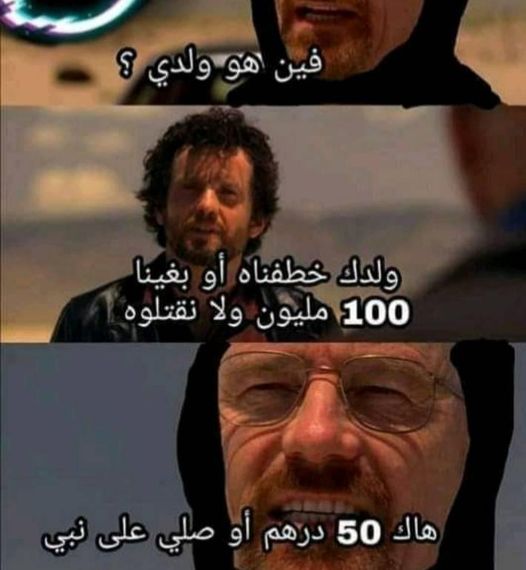 فين هو ولدي ؟
ولدك خطفناه أو بغينا
100 مليون ولا نقتلوه
هاك 50 درهم أو صلي على نبي